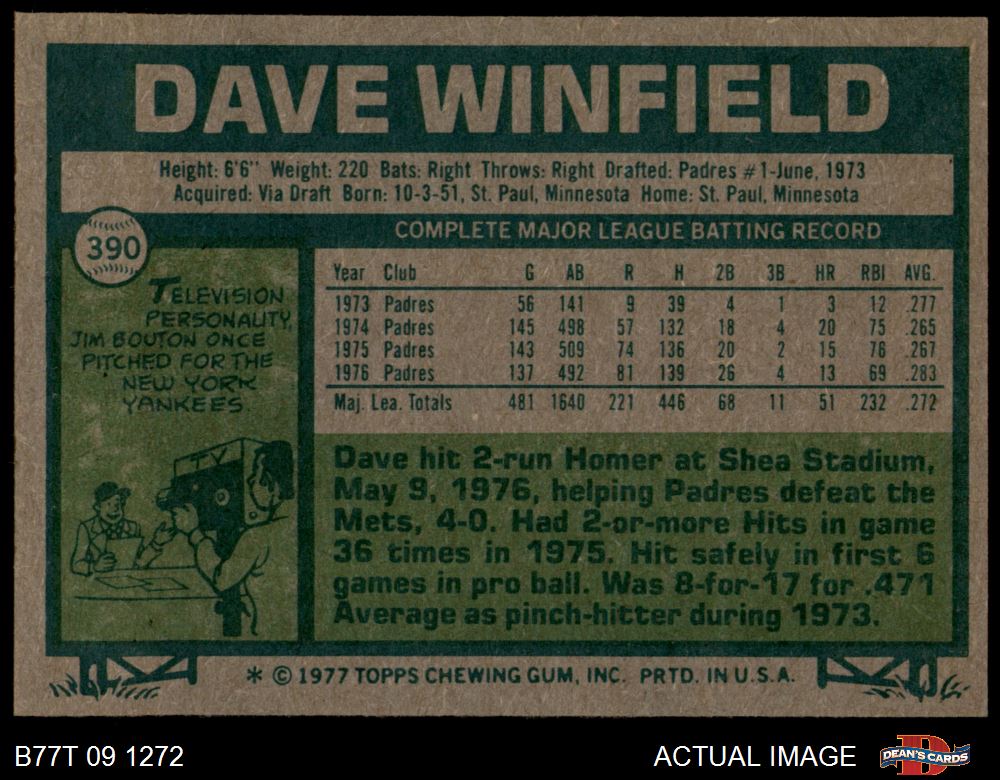 DAVE WINFIELD
Height: 6'6" Weight: 220 Bats: Right Throws: Right Drafted: Padres #1-June, 1973
Acquired: Via Draft Born: 10-3-51, St. Paul, Minnesota Home: St. Paul, Minnesota
390
COMPLETE MAJOR LEAGUE BATTING RECORD
Year Club G AB R H 2B 3B HR RBI AVG.
1973 Padres 56 141 9 39 4 1 3 12 .277
1974 Padres 145 498 57 132 18 4 20 75 .265
1975 Padres 143 509 74 136 20 2 15 76 .267
1976 Padres 137 492 81 139 26 4 13 69 .283
Maj. Lea. Totals 481 1640 221 446 68 11 51 232 .272
TELEVISION
PERSONALITY,
JIM BOUTON ONCE
PITCHED FOR THE
NEW YORK
YANKEES
TV
Dave hit 2-run Homer at Shea Stadium,
May 9, 1976, helping Padres defeat the
Mets, 4-0. Had 2-or-more Hits in game
36 times in 1975. Hit safely in first 6
games in pro ball. Was 8-for-17 for .471
Average as pinch-hitter during 1973.
* © 1977 TOPPS CHEWING GUM, INC. PRTD. IN U.S.A.
B77T 09 1272
ACTUAL IMAGE
D
DEAN'S CARDS